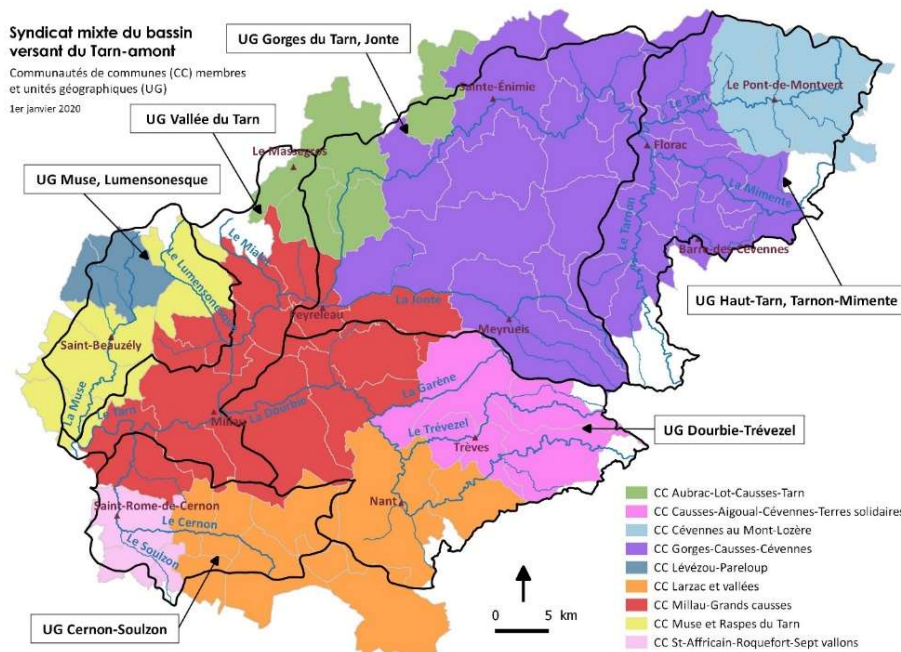 Syndicat mixte du bassin
versant du Tarn-amont
Communautés de communes (CC) membres
et unités géographiques (UG)
1er janvier 2020
UG Gorges du Tarn, Jonte
UG Vallée du Tarn
UG Muse, Lumensonesque
Sainte-Énimie
Le Pont-de-Montvert
Le Tarn
Le Massegros
Florac
La Mimente
Le Tarnon
Barre-des-Cévennes
UG Haut-Tarn, Tarnon-Mimente
Le Lumensonesque
La Jonte
Peyreleau
Meyrueis
Saint-Beauzély
La Muse
Le Tarn
Millau
La Dourbie
La Garène
Le Trévezel
Trèves
UG Dourbie-Trévezel
Nant
Saint-Rome-de-Cernon
Le Cernon
Le Soulzon
UG Cernon-Soulzon
0 5 km
CC Aubrac-Lot-Causses-Tarn
CC Causses-Aigoual-Cévennes-Terres solidaires
CC Cévennes au Mont-Lozère
CC Gorges-Causses-Cévennes
CC Lévézou-Pareloup
CC Larzac et vallées
CC Millau-Grands causses
CC Muse et Raspes du Tarn
CC St-Affricain-Roquefort-Sept vallons